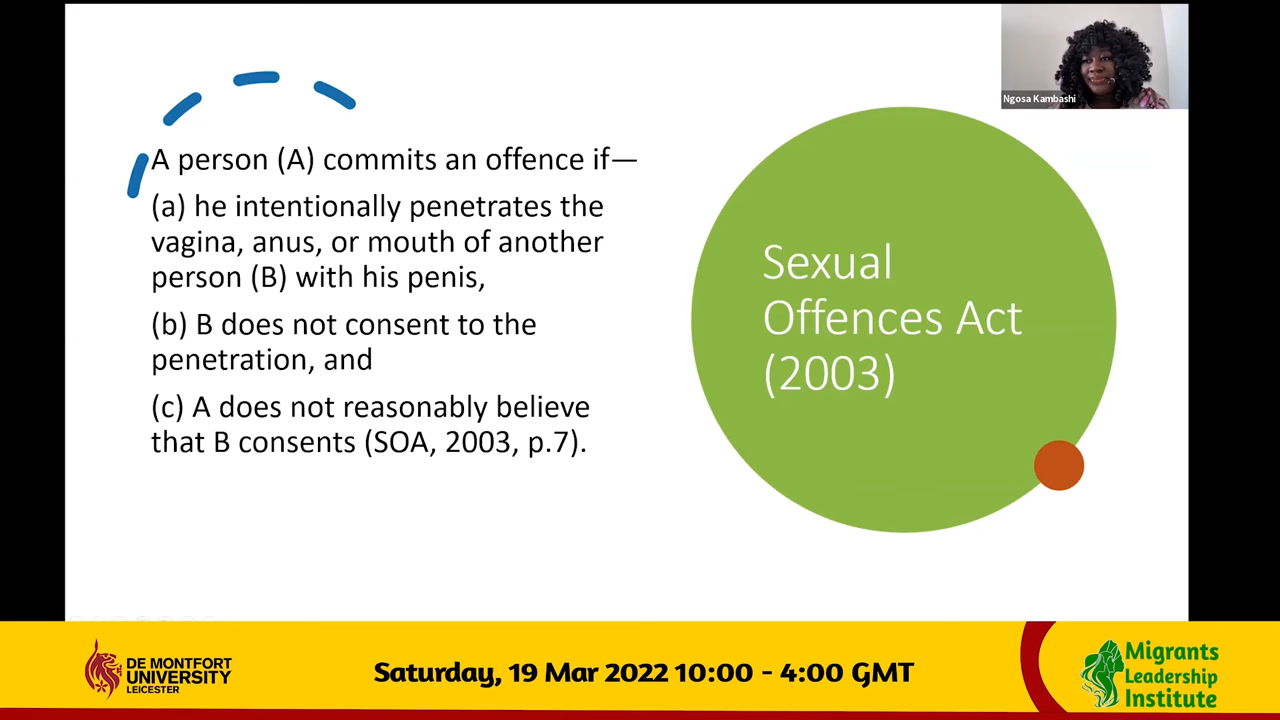 Ngosa Kambashi
A person (A) commits an offence if—
(a) he intentionally penetrates the
vagina, anus, or mouth of another
person (B) with his penis,
(b) B does not consent to the
penetration, and
(c) A does not reasonably believe
that B consents (SOA, 2003, p.7).
Sexual
Offences Act
(2003)
DE MONTFORT
UNIVERSITY
LEICESTER
Saturday, 19 Mar 2022 10:00 - 4:00 GMT
Migrants
Leadership
Institute